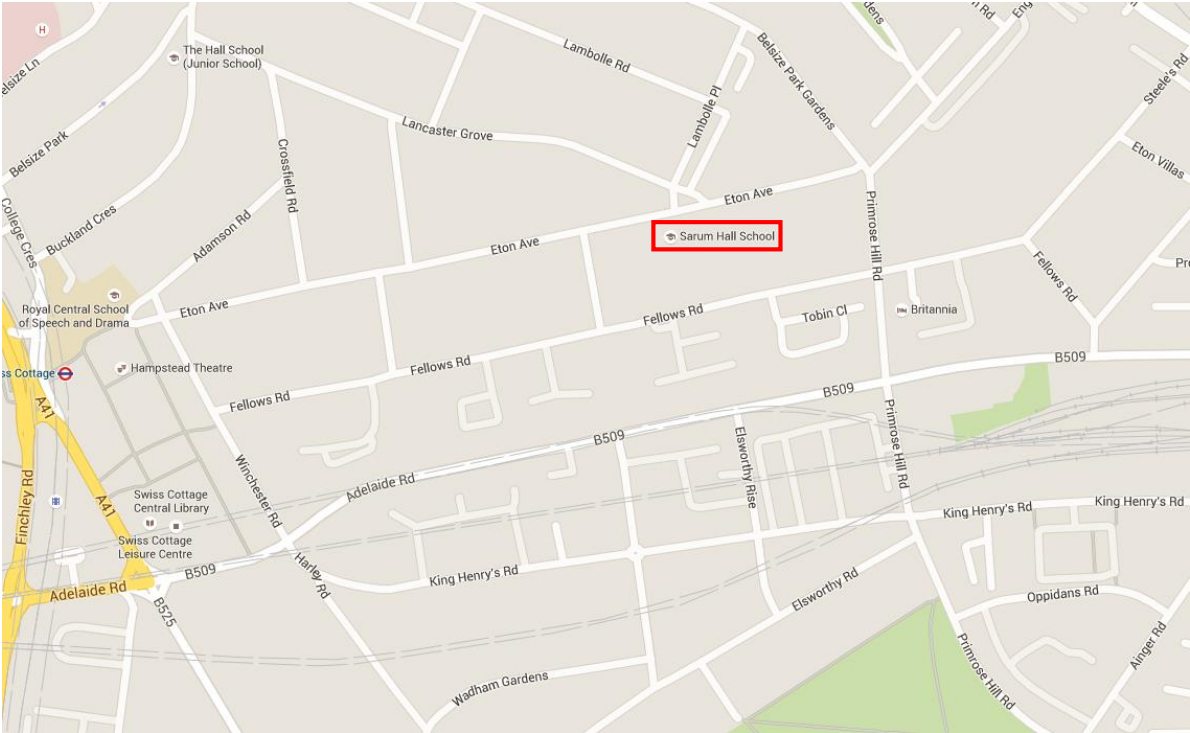 H
The Hall School
(Junior School)
Lambolle Rd
Belsize Park Gardens
Steele's Rd
Lambolle Pl
Lancaster Grove
Belsize Park
Crossfield Rd
Eton Villas
Eton Ave
Primrose Hill Rd
College Cres
Buckland Cres
Adamson Rd
Sarum Hall School
Eton Ave
Fellows Rd
Eton Ave
Royal Central School
of Speech and Drama
Fellows Rd
Tobin Cl
Britannia
Hampstead Theatre
ss Cottage
Fellows Rd
B509
B509
Fellows Rd
A41
B509
Primrose Hill Rd
Elsworthy Rise
Winchester Rd
Adelaide Rd
Finchley Rd
A41
Swiss Cottage
Central Library
King Henry's Rd
King Henry's Rd
Swiss Cottage
Leisure Centre
B509
Harley Rd
King Henry's Rd
Adelaide Rd
Elsworthy Rd
Oppidans Rd
B525
Ainger Rd
Primrose Hill Rd
Wadham Gardens